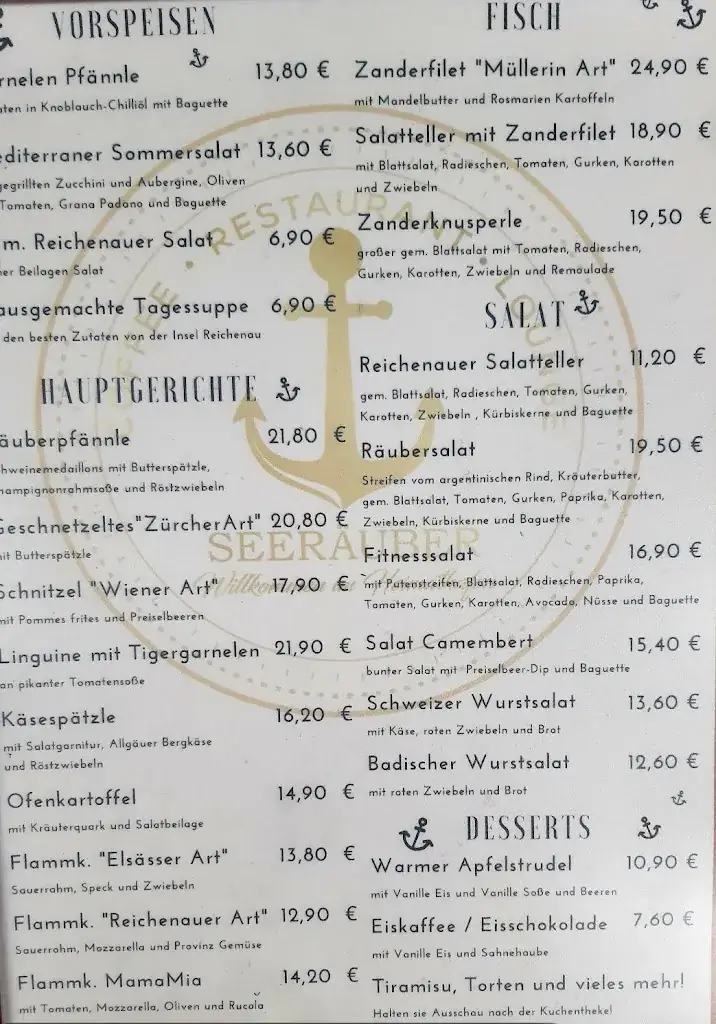 VORSPEISEN
rnelen Pfännle 13,80 €
ten in Knoblauch-Chilliöl mit Baguette
editerraner Sommersalat 13,60 €
gegrillten Zucchini und Aubergine, Oliven
Tomaten, Grana Padano und Baguette
m. Reichenauer Salat 6,90 €
er Beilagen Salat
ausgemachte Tagessuppe 6,90 €
den besten Zutaten von der Insel Reichenau
HAUPTGERICHTE
äuberpfännle 21,80 €
hweinemedaillons mit Butterspätzle,
hampignonrahmsoße und Röstzwiebeln
Geschnetzeltes"ZürcherArt" 20,80 €
mit Butterspätzle
Schnitzel "Wiener Art" 17,90 €
mit Pommes frites und Preiselbeeren
Linguine mit Tigergarnelen 21,90 €
an pikanter Tomatensoße
Käsespätzle 16,20 €
mit Salatgarnitur, Allgäuer Bergkäse
und Röstzwiebeln
Ofenkartoffel 14,90 €
mit Kräuterquark und Salatbeilage
Flammk. "Elsässer Art" 13,80 €
Sauerrahm, Speck und Zwiebeln
Flammk. "Reichenauer Art" 12,90 €
Sauerrohm, Mozzarella und Provinz Gemüse
Flammk. MamaMia 14,20 €
mit Tomaten, Mozzarella, Oliven und Rucola
FISCH
Zanderfilet "Müllerin Art" 24,90 €
mit Mandelbutter und Rosmarien Kartoffeln
Salatteller mit Zanderfilet 18,90 €
mit Blattsalat, Radieschen, Tomaten, Gurken, Karotten
und Zwiebeln
Zanderknusperle 19,50 €
großer gem. Blattsalat mit Tomaten, Radieschen,
Gurken, Karotten, Zwiebeln und Remoulade
SALAT
Reichenauer Salatteller 11,20 €
gem. Blattsalat, Radieschen, Tomaten, Gurken,
Karotten, Zwiebeln , Kürbiskerne und Baguette
Räubersalat 19,50 €
Streifen vom argentinischen Rind, Kräuterbutter,
gem. Blattsalat, Tomaten, Gurken, Paprika, Karotten,
Zwiebeln, Kürbiskerne und Baguette
Fitnesssalat 16,90 €
mit Putenstreifen, Blattsalat, Radieschen, Paprika,
Tomaten, Gurken, Karotten, Avocado, Nüsse und Baguette
Salat Camembert 15,40 €
bunter Salat mit Preiselbeer-Dip und Baguette
Schweizer Wurstsalat 13,60 €
mit Käse, roten Zwiebeln und Brot
Badischer Wurstsalat 12,60 €
mit roten Zwiebeln und Brot
DESSERTS
Warmer Apfelstrudel 10,90 €
mit Vanille Eis und Vanille Soße und Beeren
Eiskaffee / Eisschokolade 7,60 €
mit Vanille Eis und Sahnehaube
Tiramisu, Torten und vieles mehr!
Halten sie Ausschau nach der Kuchentheke!
COFFEE • RESTAURANT • LOUNGE
SEERÄUBER
Willkommen im